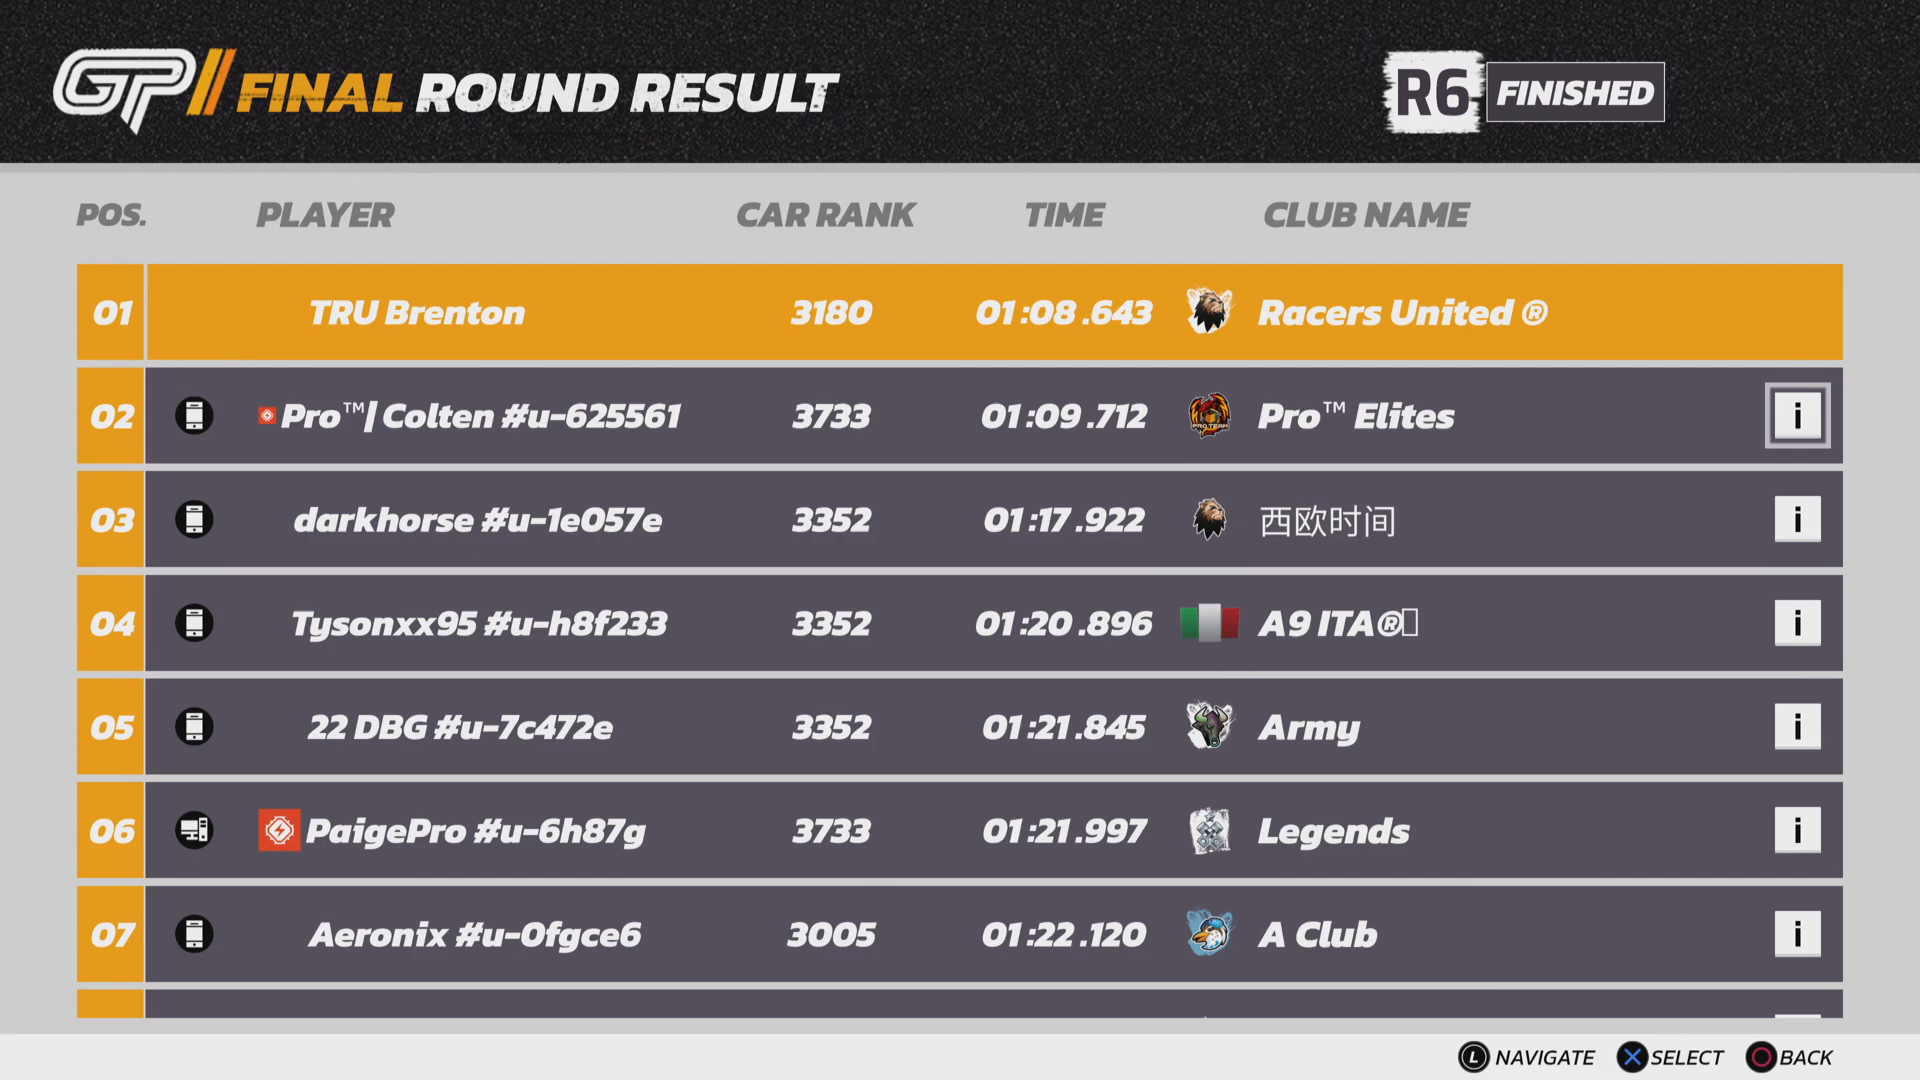 GP// FINAL ROUND RESULT
R6 FINISHED
POS. PLAYER CAR RANK TIME CLUB NAME
01 TRU Brenton 3180 01:08.643 Racers United ®
02 Pro™| Colten #u-625561 3733 01:09.712 PRO TEAM Pro™ Elites i
03 darkhorse #u-1e057e 3352 01:17.922 西欧时间 i
04 Tysonxx95 #u-h8f233 3352 01:20.896 A9 ITA®▯ i
05 22 DBG #u-7c472e 3352 01:21.845 Army i
06 PaigePro #u-6h87g 3733 01:21.997 Legends i
07 Aeronix #u-0fgce6 3005 01:22.120 A Club i
L NAVIGATE SELECT BACK